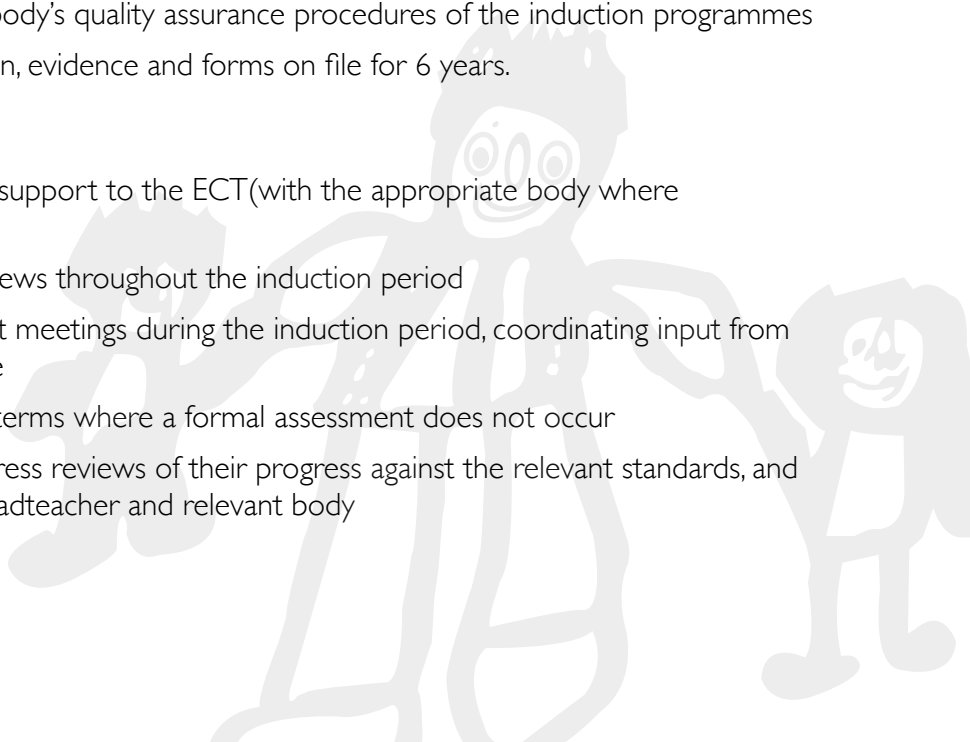 body's quality assurance procedures of the induction programmes
n, evidence and forms on file for 6 years.
support to the ECT(with the appropriate body where
ews throughout the induction period
t meetings during the induction period, coordinating input from
e
terms where a formal assessment does not occur
ress reviews of their progress against the relevant standards, and
adteacher and relevant body